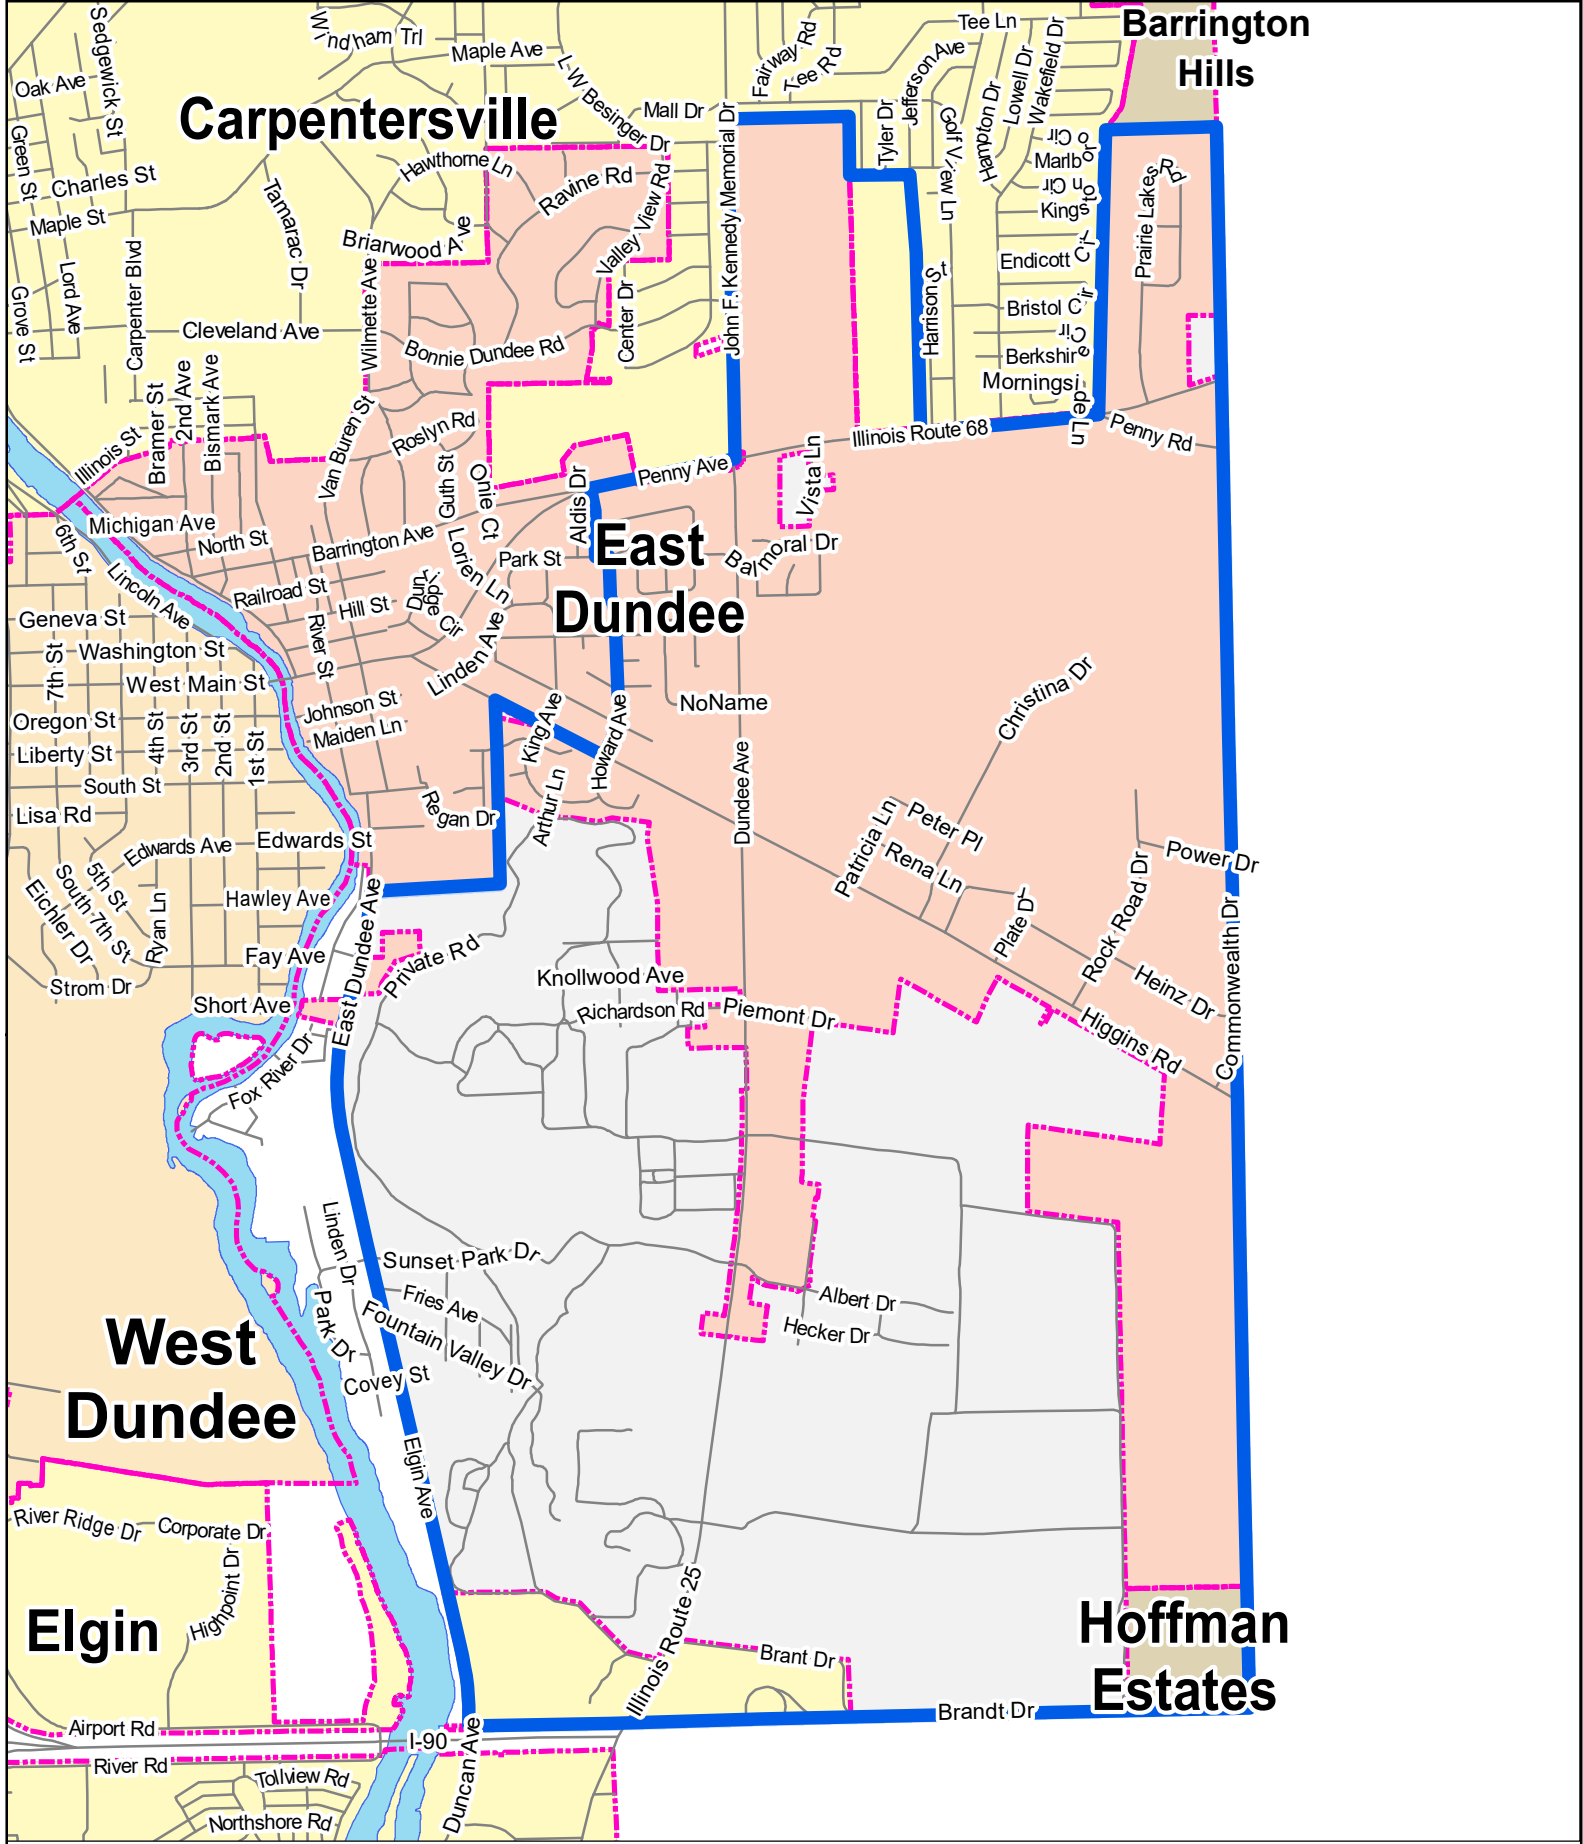 Barrington
Hills
Carpentersville
East
Dundee
West
Dundee
Elgin
Hoffman
Estates
Sedgewick St
Windham Trl
Maple Ave
L W Besinger Dr
Fairway Rd
Tee Rd
Tee Ln
Jefferson Ave
Lowell Dr
Wakefield Dr
Oak Ave
Mall Dr
Tyler Dr
Golf View Ln
Hampton Dr
Green St
Charles St
Maple St
Tamarac Dr
Hawthorne Ln
Ravine Rd
Valley View Rd
John F. Kennedy Memorial Dr
Marlboro Cir
Kingston Cir
Prairie Lakes Rd
Briarwood Ave
Endicott Cir
Bristol Cir
Grove St
Lord Ave
Carpenter Blvd
Cleveland Ave
Wilmette Ave
Bonnie Dundee Rd
Center Dr
Harrison St
Berkshire Cir
Morningside Ln
Bramer St
2nd Ave
Bismark Ave
Van Buren St
Roslyn Rd
Illinois St
Guth St
Onie Ct
Aldis Dr
Penny Ave
Vista Ln
Illinois Route 68
Penny Rd
Michigan Ave
North St
Barrington Ave
Lorien Ln
Park St
Balmoral Dr
6th St
Lincoln Ave
Railroad St
Hill St
Dunridge Cir
Geneva St
Washington St
River St
Linden Ave
7th St
West Main St
Christina Dr
Oregon St
4th St
3rd St
2nd St
1st St
Johnson St
Maiden Ln
King Ave
Howard Ave
NoName
Liberty St
South St
Dundee Ave
Lisa Rd
Regan Dr
Arthur Ln
Patricia Ln
Peter Pl
Edwards Ave
Edwards St
Rena Ln
Power Dr
5th St
South 7th St
Eichler Dr
Ryan Ln
Hawley Ave
East Dundee Ave
Plate Dr
Rock Road Dr
Commonwealth Dr
Fay Ave
Private Rd
Knollwood Ave
Heinz Dr
Strom Dr
Short Ave
Richardson Rd
Piemont Dr
Higgins Rd
Fox River Dr
Linden Dr
Sunset Park Dr
Park Dr
Fries Ave
Fountain Valley Dr
Albert Dr
Hecker Dr
Covey St
Elgin Ave
River Ridge Dr
Corporate Dr
Highpoint Dr
Illinois Route 25
Brant Dr
Brandt Dr
Airport Rd
I-90
River Rd
Duncan Ave
Tollview Rd
Northshore Rd